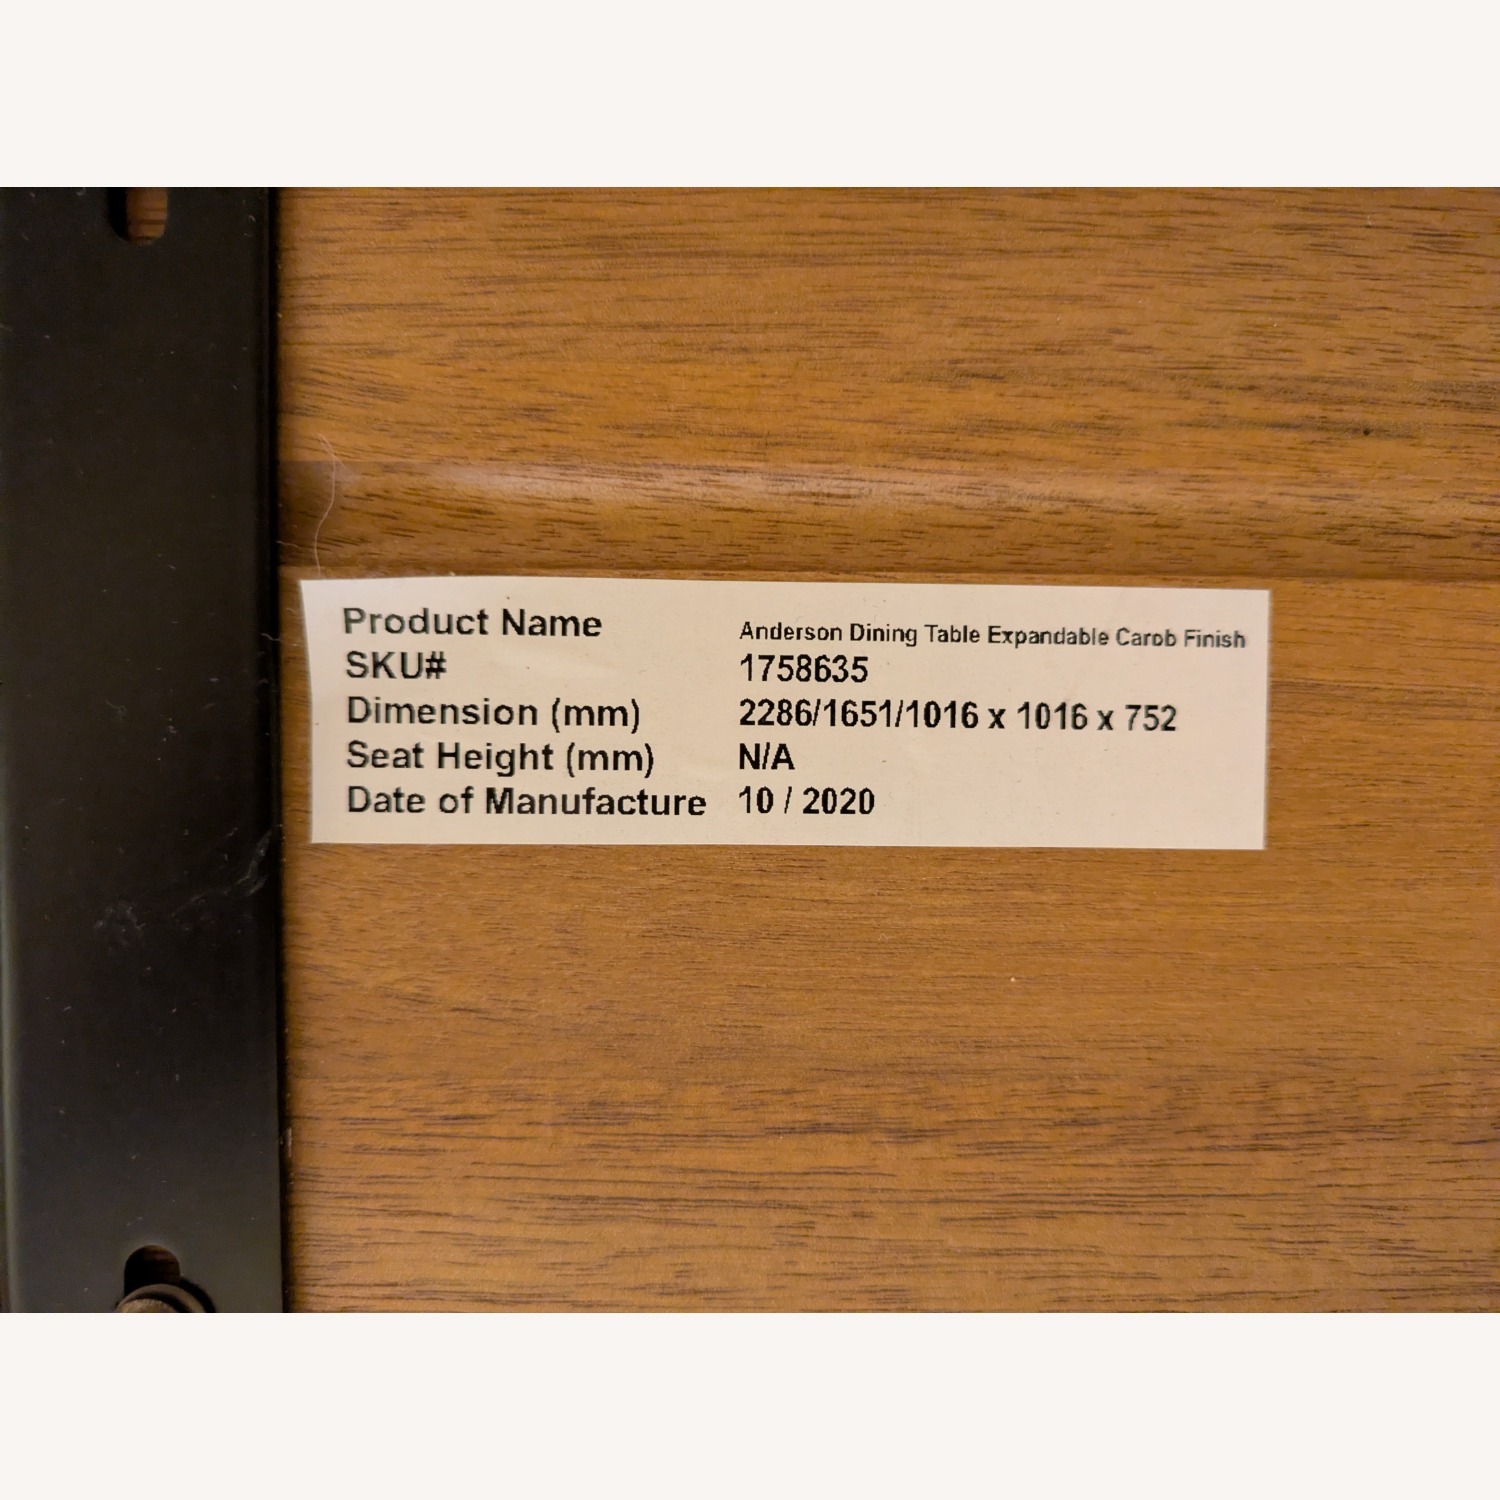 Product Name Anderson Dining Table Expandable Carob Finish
SKU# 1758635
Dimension (mm) 2286/1651/1016 x 1016 x 752
Seat Height (mm) N/A
Date of Manufacture 10 / 2020